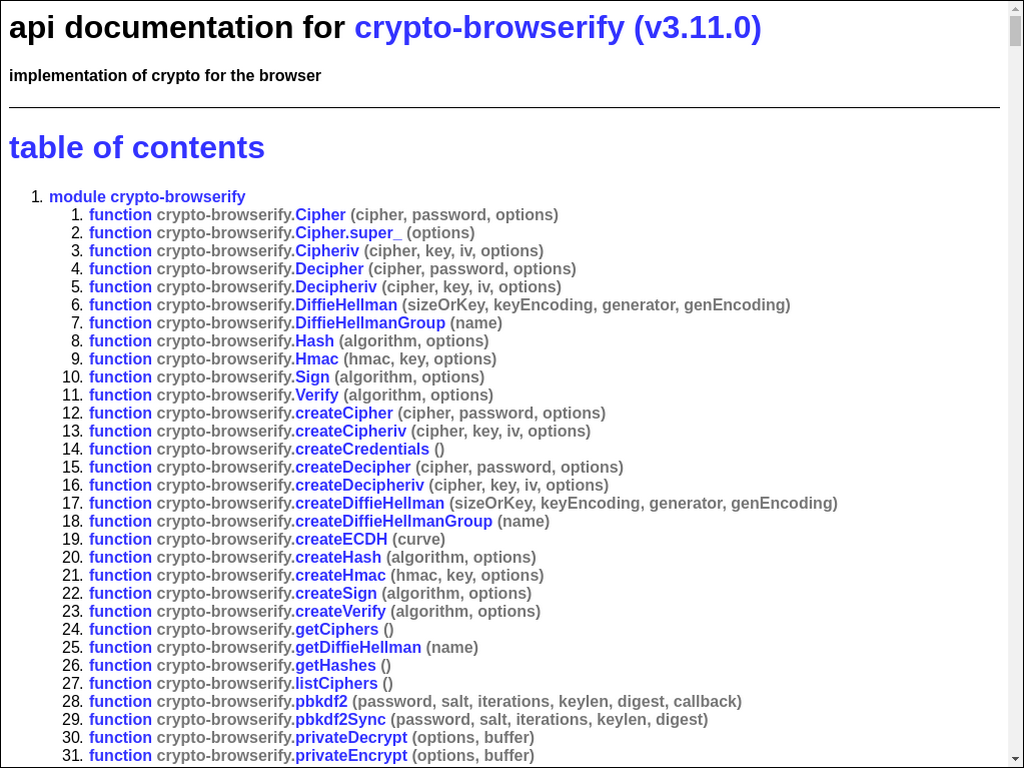 api documentation for crypto-browserify (v3.11.0)
implementation of crypto for the browser
table of contents
1. module crypto-browserify
1. function crypto-browserify.Cipher (cipher, password, options)
2. function crypto-browserify.Cipher.super_ (options)
3. function crypto-browserify.Cipheriv (cipher, key, iv, options)
4. function crypto-browserify.Decipher (cipher, password, options)
5. function crypto-browserify.Decipheriv (cipher, key, iv, options)
6. function crypto-browserify.DiffieHellman (sizeOrKey, keyEncoding, generator, genEncoding)
7. function crypto-browserify.DiffieHellmanGroup (name)
8. function crypto-browserify.Hash (algorithm, options)
9. function crypto-browserify.Hmac (hmac, key, options)
10. function crypto-browserify.Sign (algorithm, options)
11. function crypto-browserify.Verify (algorithm, options)
12. function crypto-browserify.createCipher (cipher, password, options)
13. function crypto-browserify.createCipheriv (cipher, key, iv, options)
14. function crypto-browserify.createCredentials ()
15. function crypto-browserify.createDecipher (cipher, password, options)
16. function crypto-browserify.createDecipheriv (cipher, key, iv, options)
17. function crypto-browserify.createDiffieHellman (sizeOrKey, keyEncoding, generator, genEncoding)
18. function crypto-browserify.createDiffieHellmanGroup (name)
19. function crypto-browserify.createECDH (curve)
20. function crypto-browserify.createHash (algorithm, options)
21. function crypto-browserify.createHmac (hmac, key, options)
22. function crypto-browserify.createSign (algorithm, options)
23. function crypto-browserify.createVerify (algorithm, options)
24. function crypto-browserify.getCiphers ()
25. function crypto-browserify.getDiffieHellman (name)
26. function crypto-browserify.getHashes ()
27. function crypto-browserify.listCiphers ()
28. function crypto-browserify.pbkdf2 (password, salt, iterations, keylen, digest, callback)
29. function crypto-browserify.pbkdf2Sync (password, salt, iterations, keylen, digest)
30. function crypto-browserify.privateDecrypt (options, buffer)
31. function crypto-browserify.privateEncrypt (options, buffer)